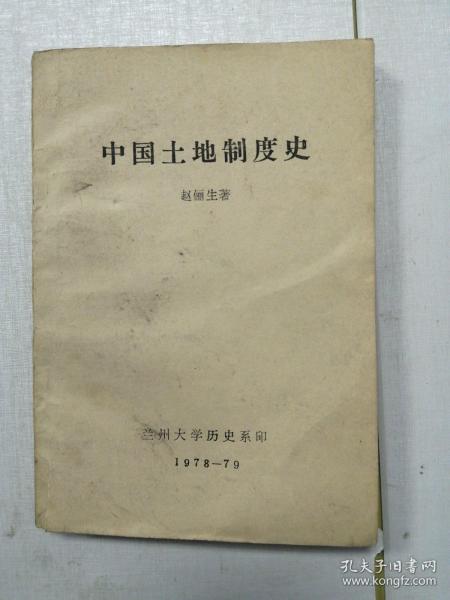 中国土地制度史
赵俪生著
兰州大学历史系印
1978—79
孔夫子旧书网
www.kongfz.com